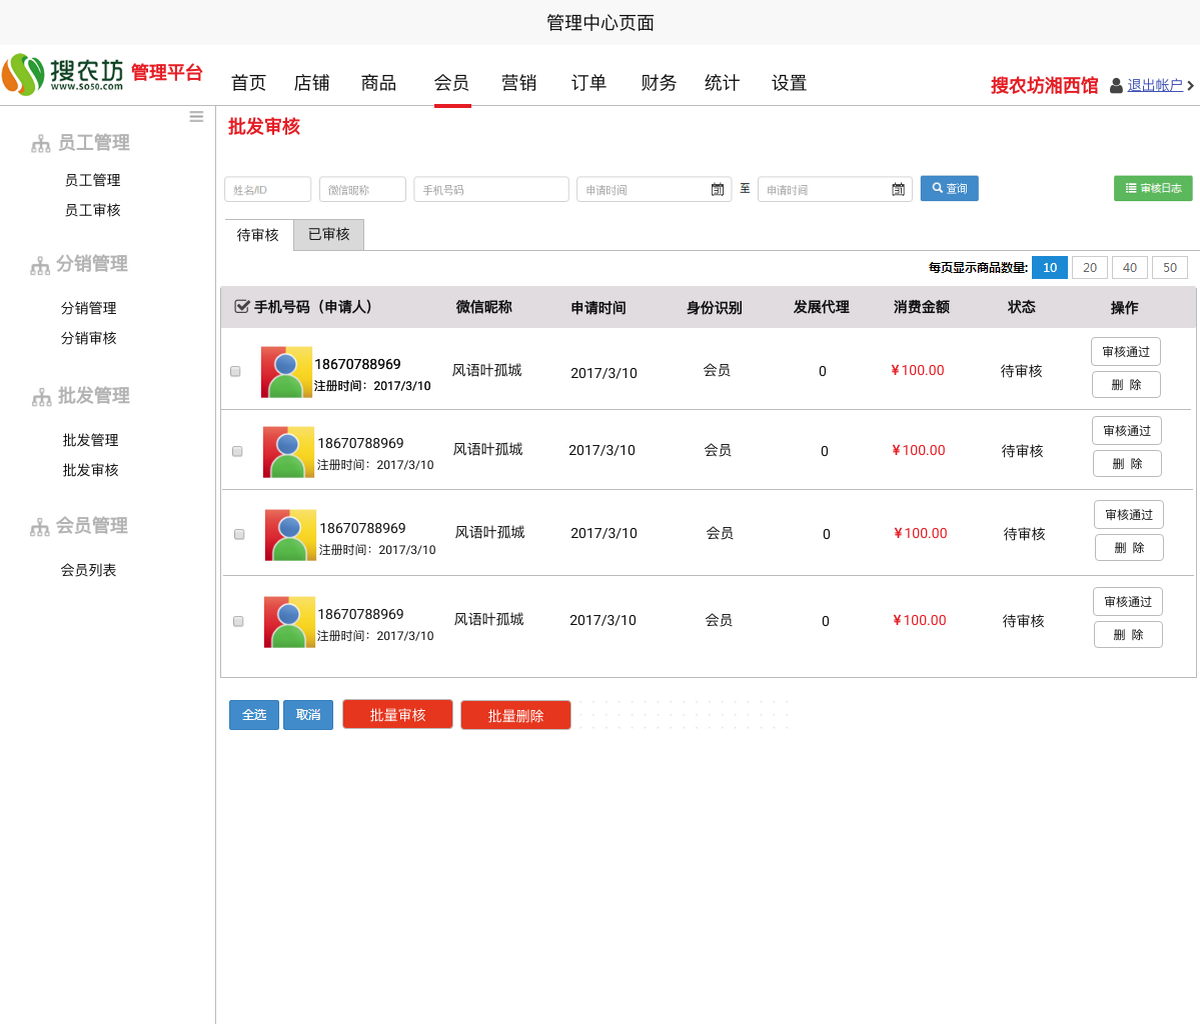 管理中心页面
搜农坊 管理平台
www.so50.com
首页 店铺 商品 会员 营销 订单 财务 统计 设置
搜农坊湘西馆 退出帐户
员工管理
员工管理
员工审核
分销管理
分销管理
分销审核
批发管理
批发管理
批发审核
会员管理
会员列表
批发审核
姓名/ID 微信昵称 手机号码 申请时间 至 申请时间 查询 审核日志
待审核 已审核
每页显示商品数量: 10 20 40 50
手机号码（申请人） 微信昵称 申请时间 身份识别 发展代理 消费金额 状态 操作
18670788969 风语叶孤城 2017/3/10 会员 0 ¥100.00 待审核 审核通过
注册时间：2017/3/10 删 除
18670788969 风语叶孤城 2017/3/10 会员 0 ¥100.00 待审核 审核通过
注册时间：2017/3/10 删 除
18670788969 风语叶孤城 2017/3/10 会员 0 ¥100.00 待审核 审核通过
注册时间：2017/3/10 删 除
18670788969 风语叶孤城 2017/3/10 会员 0 ¥100.00 待审核 审核通过
注册时间：2017/3/10 删 除
全选 取消 批量审核 批量删除